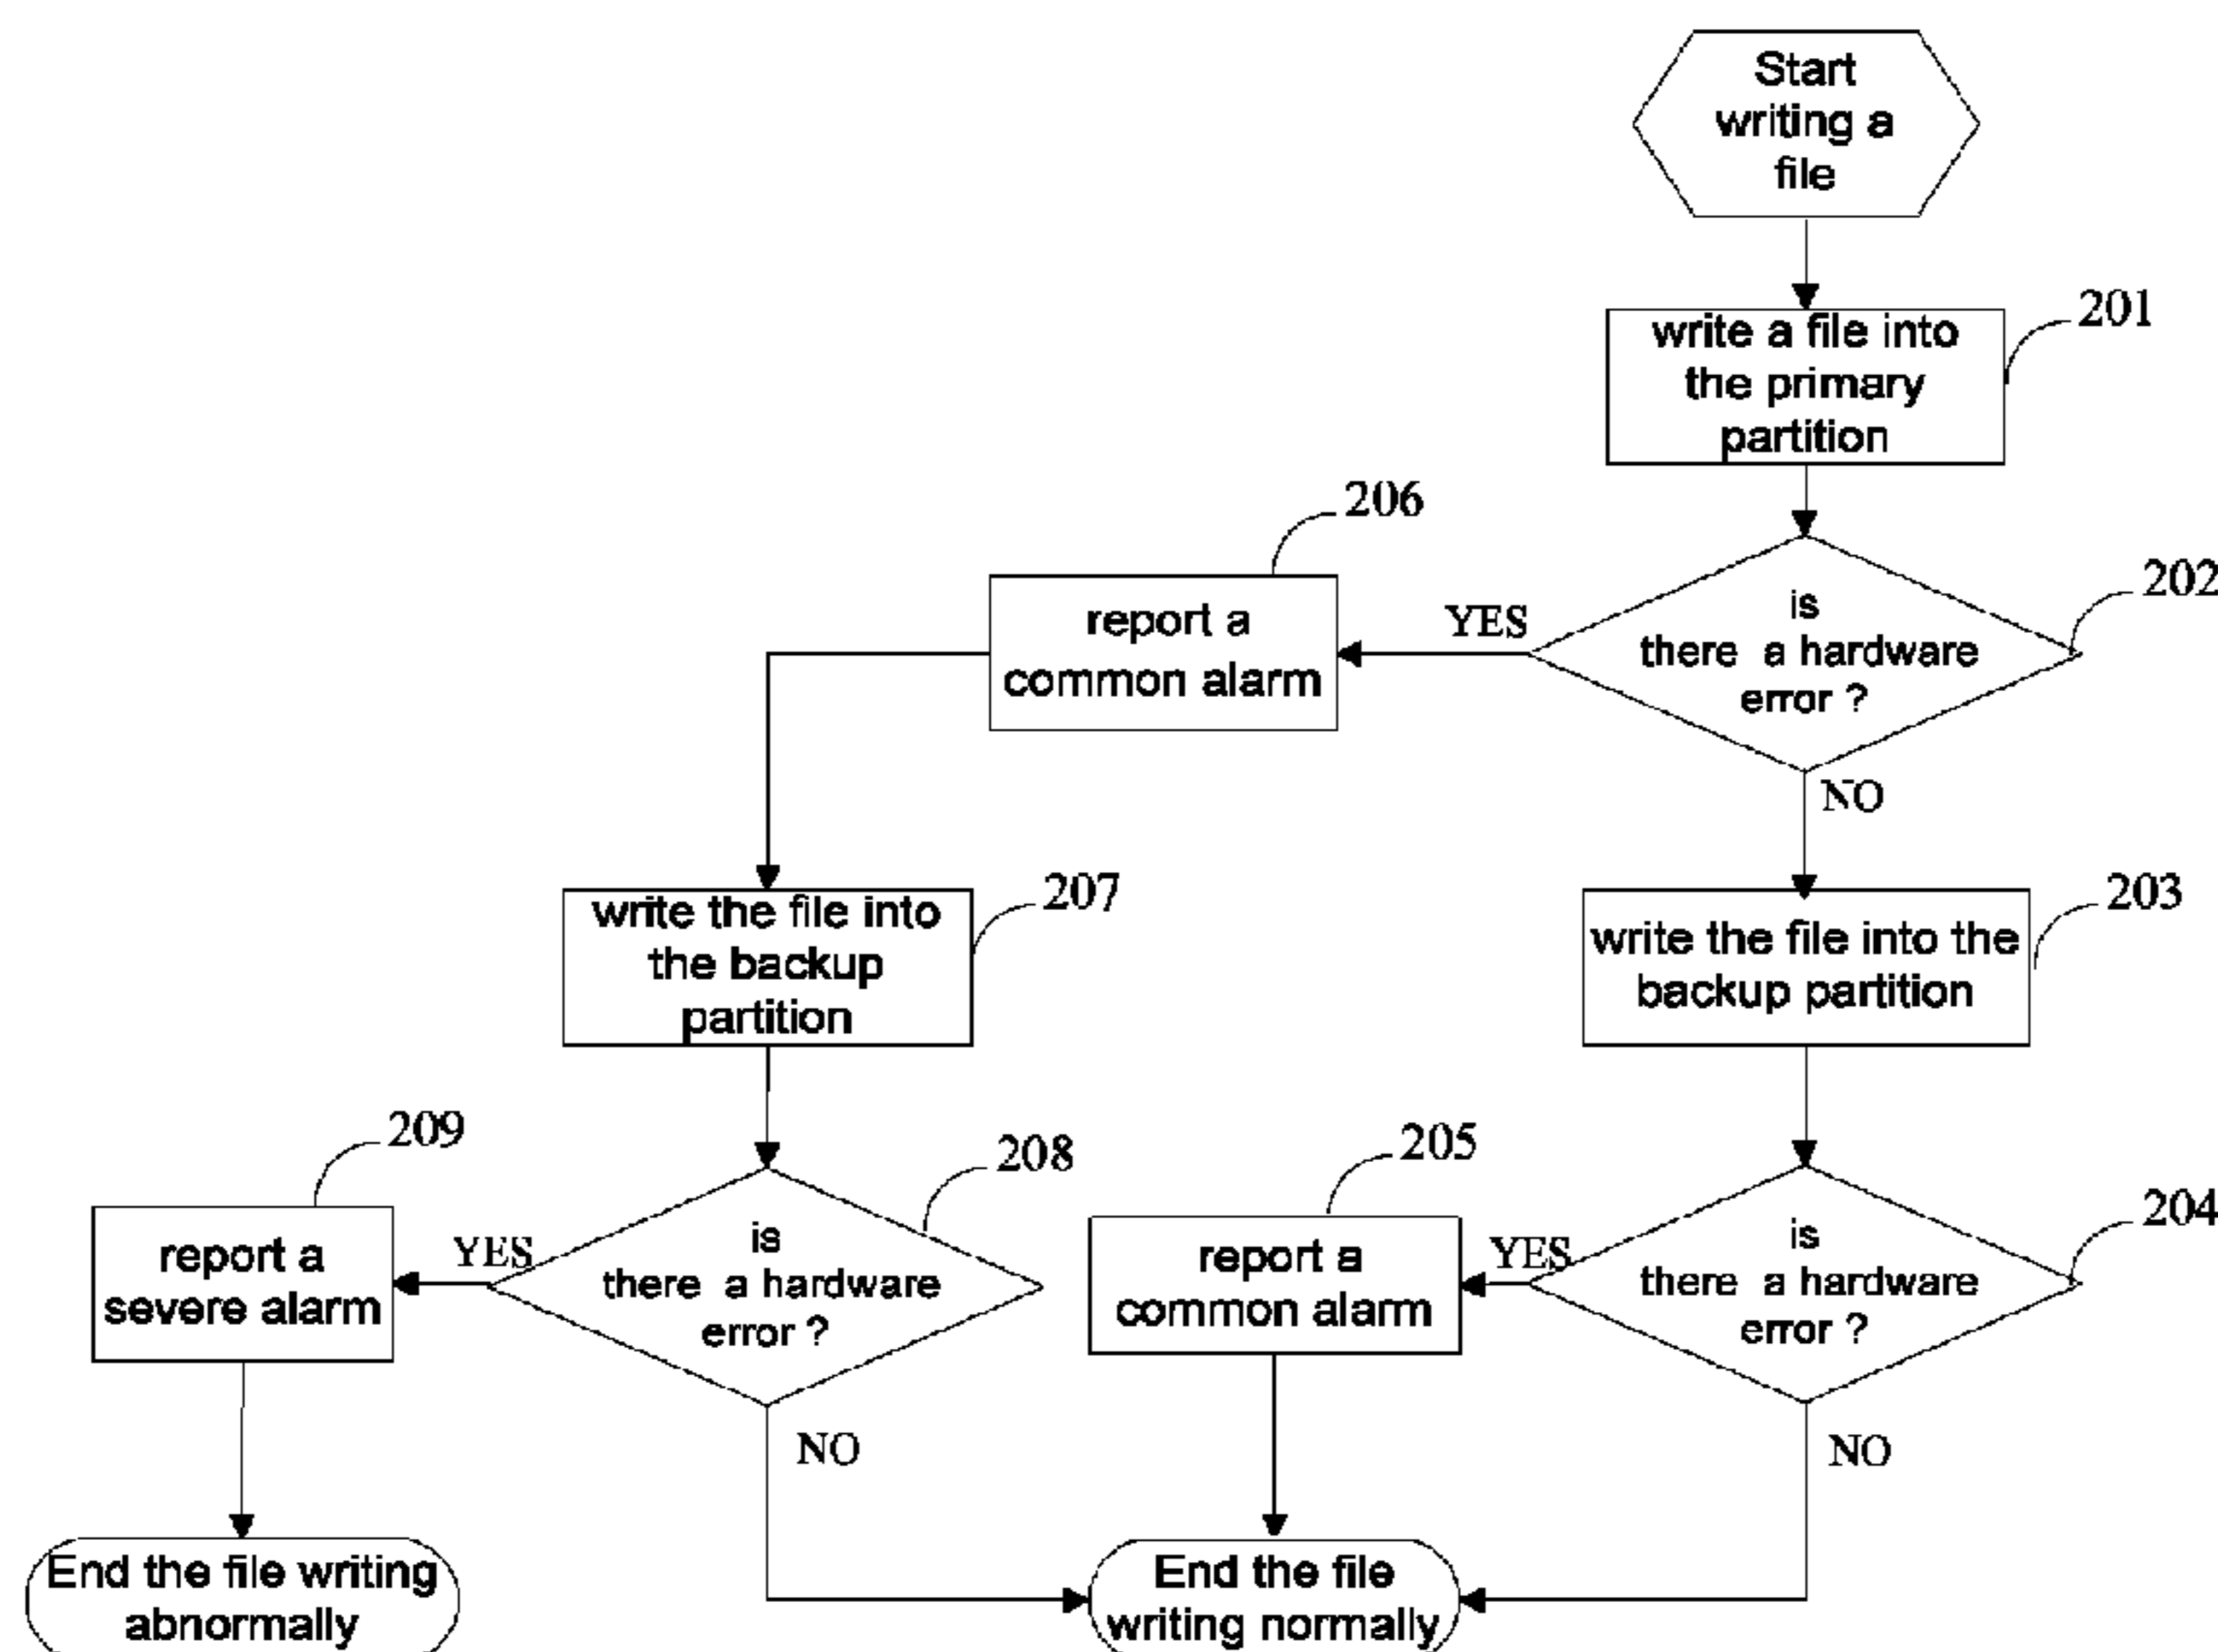 Start
writing a
file
201
write a file into
the primary
partition
206
202
report a
common alarm
YES
is
there a hardware
error ?
NO
207
203
write the file into
the backup
partition
write the file into the
backup partition
209
208
205
204
report a
severe alarm
YES
is
there a hardware
error ?
report a
common alarm
YES
is
there a hardware
error ?
NO
NO
End the file writing
abnormally
End the file
writing normally